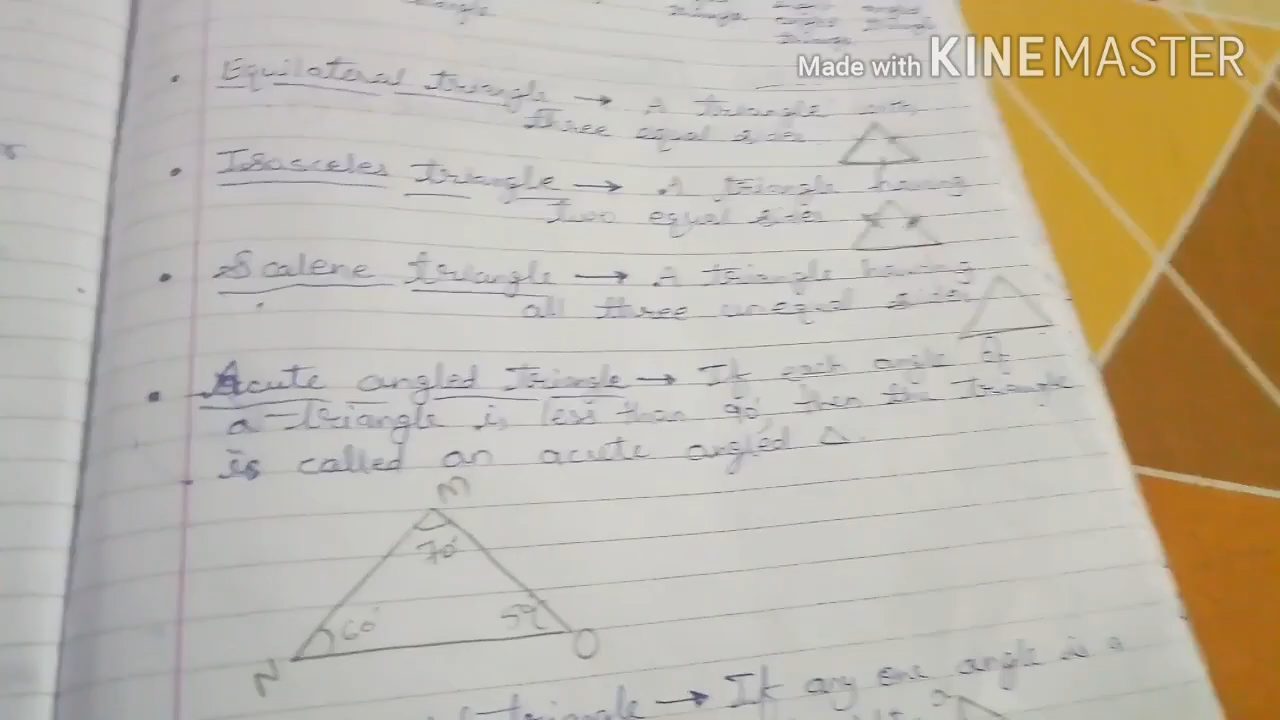 Made with KINEMASTER
• Equilateral triangle → A triangle with
three equal sides
• Isosceles triangle → A triangle having
two equal sides
• Scalene triangle → A triangle having
all three unequal sides
• Acute angled triangle → If each angle of
a triangle is less than 90° then the triangle
is called an acute angled △.
M
70°
60° 50°
N O
triangle → If any one angle is